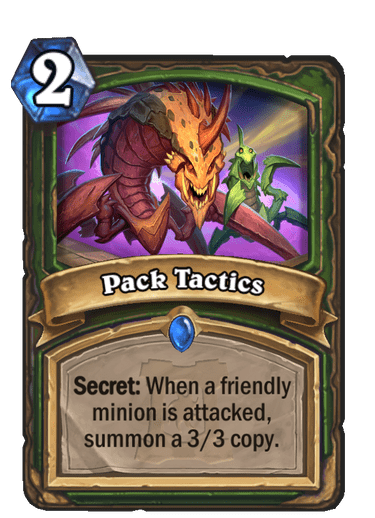 2
Pack Tactics
Secret: When a friendly
minion is attacked,
summon a 3/3 copy.